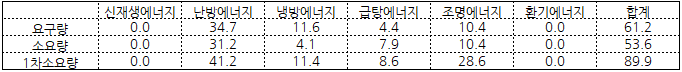 신재생에너지 난방에너지 냉방에너지 급탕에너지 조명에너지 환기에너지 합계
요구량 0.0 34.7 11.6 4.4 10.4 0.0 61.2
소요량 0.0 31.2 4.1 7.9 10.4 0.0 53.6
1차소요량 0.0 41.2 11.4 8.6 28.6 0.0 89.9